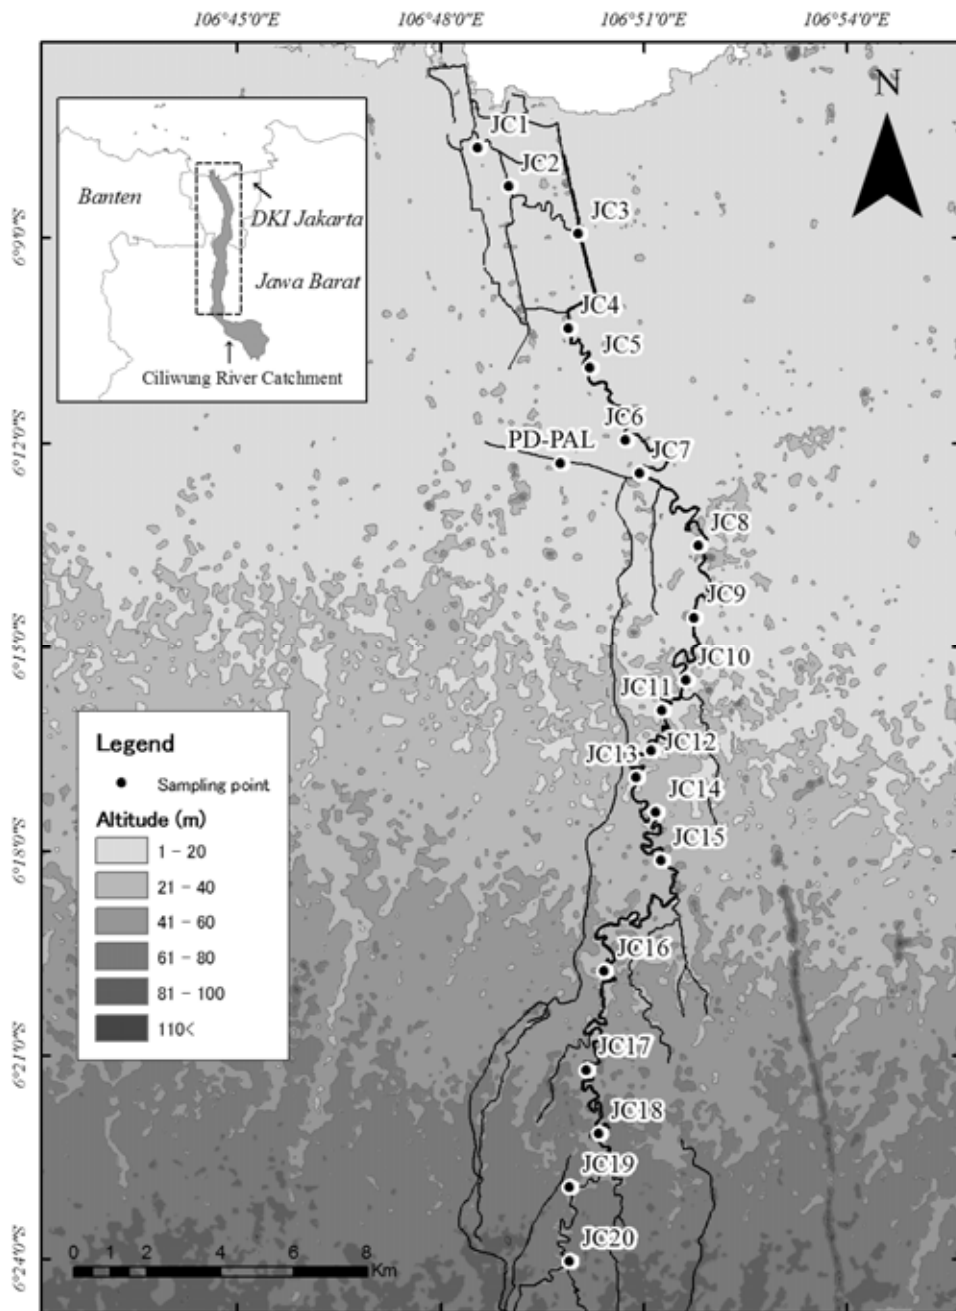 106°45'0"E 106°48'0"E 106°51'0"E 106°54'0"E
N
JC1
JC2
Banten
DKI Jakarta
JC3
6°9'0"S
Jawa Barat
JC4
JC5
Ciliwung River Catchment
JC6
6°12'0"S
PD-PAL
JC7
JC8
JC9
6°15'0"S
JC10
JC11
JC12
JC13
JC14
JC15
Legend
Sampling point
Altitude (m)
1 - 20
21 - 40
41 - 60
61 - 80
81 - 100
110<
6°18'0"S
JC16
6°21'0"S
JC17
JC18
JC19
JC20
6°24'0"S
0 1 2 4 6 8
Km